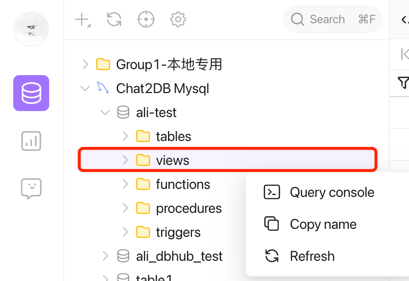 Search ⌘F
Group1-本地专用
Chat2DB Mysql
ali-test
tables
views
functions
Query console
procedures
Copy name
triggers
ali_dbhub_test
Refresh
table1